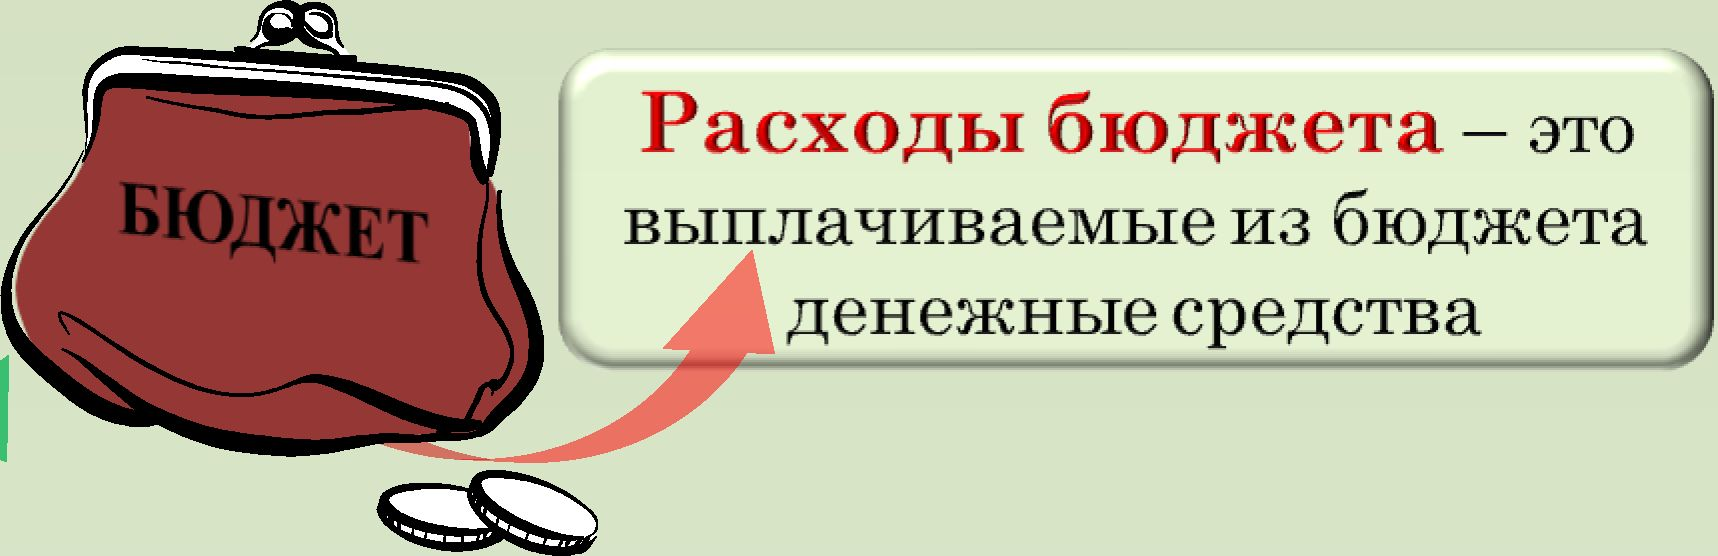 БЮДЖЕТ
Расходы бюджета – это
выплачиваемые из бюджета
денежные средства